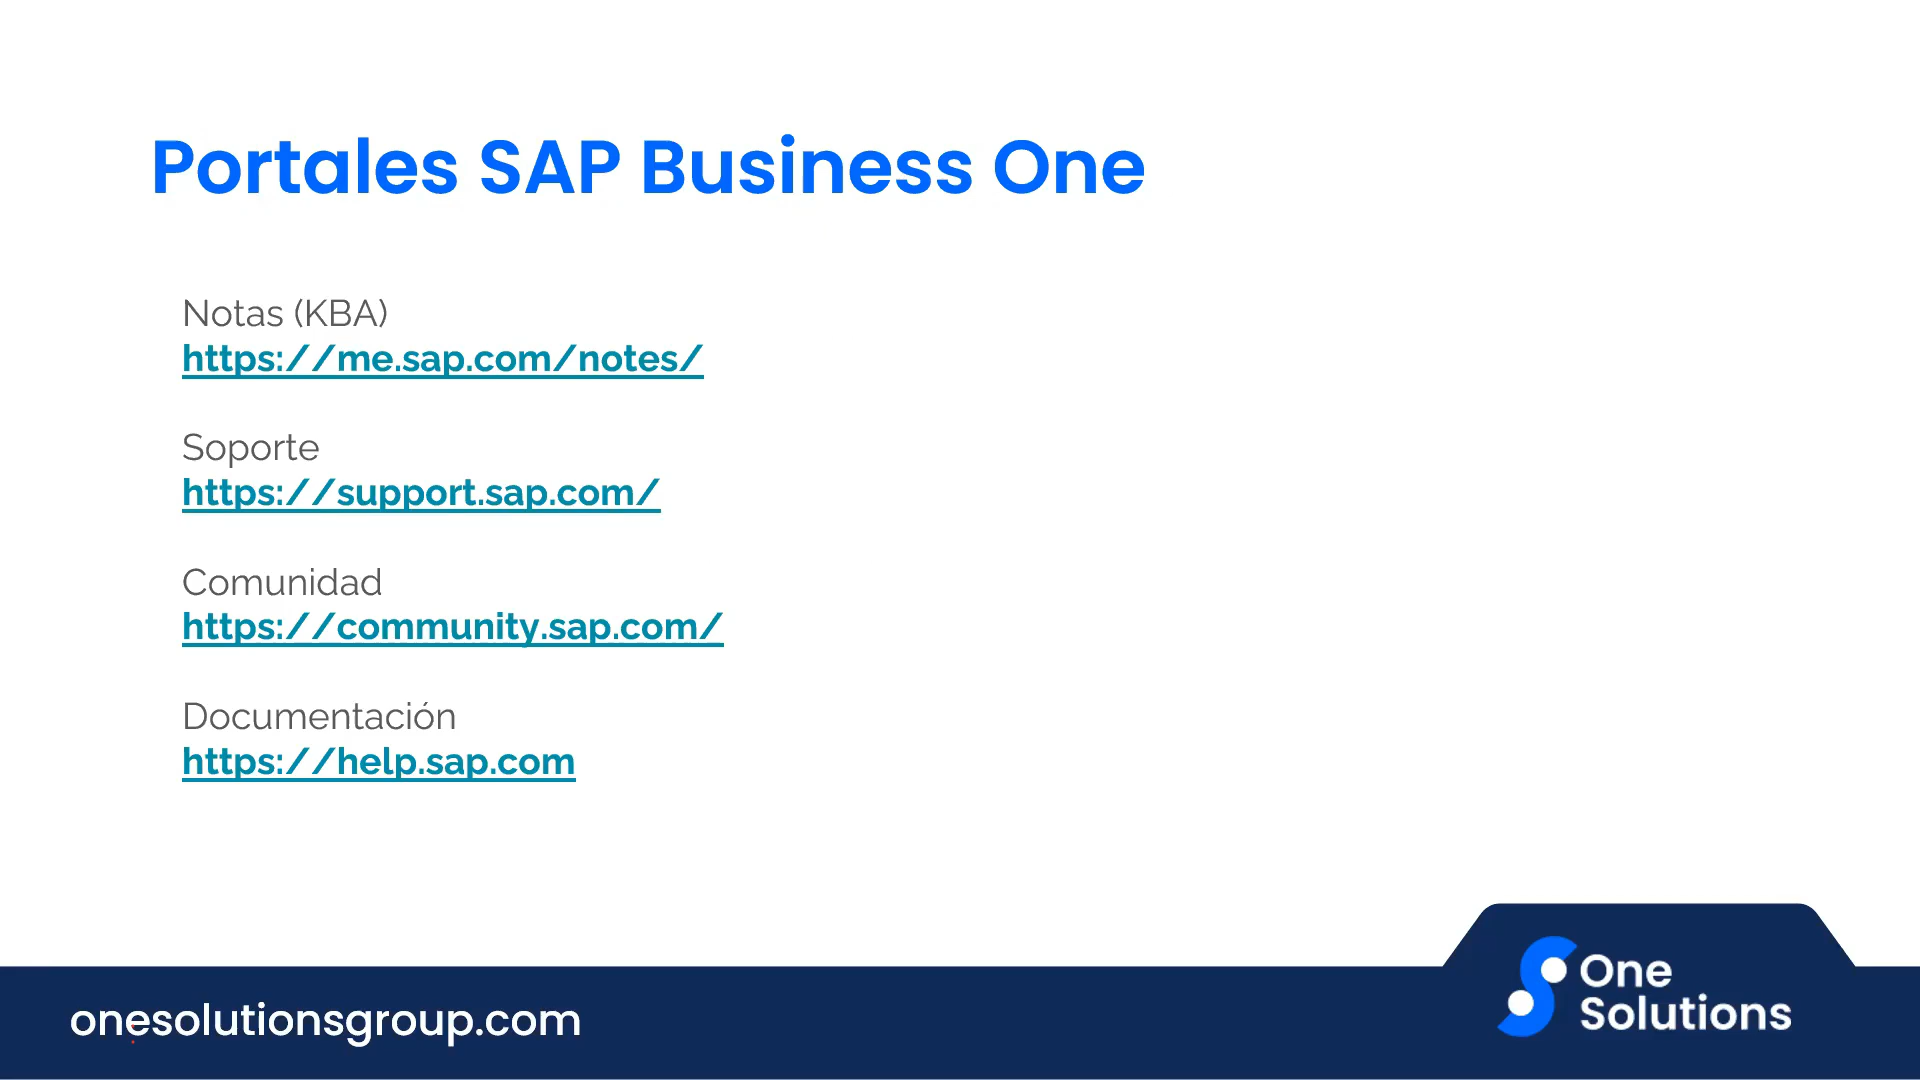 Portales SAP Business One
Notas (KBA)
https://me.sap.com/notes/
Soporte
https://support.sap.com/
Comunidad
https://community.sap.com/
Documentación
https://help.sap.com
onesolutionsgroup.com
One
Solutions